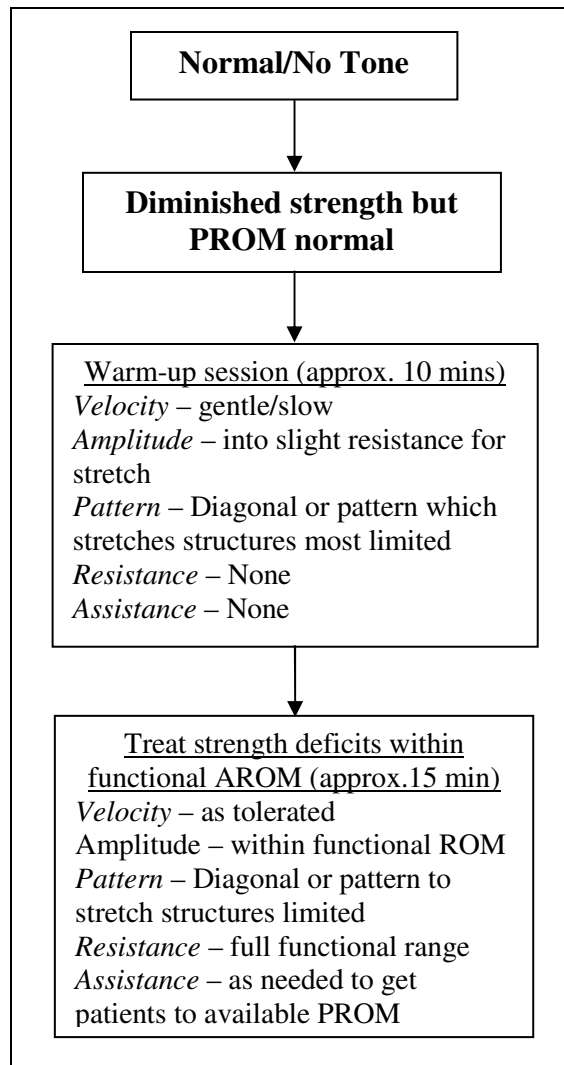 Normal/No Tone
Diminished strength but
PROM normal
Warm-up session (approx. 10 mins)
Velocity – gentle/slow
Amplitude – into slight resistance for
stretch
Pattern – Diagonal or pattern which
stretches structures most limited
Resistance – None
Assistance – None
Treat strength deficits within
functional AROM (approx.15 min)
Velocity – as tolerated
Amplitude – within functional ROM
Pattern – Diagonal or pattern to
stretch structures limited
Resistance – full functional range
Assistance – as needed to get
patients to available PROM